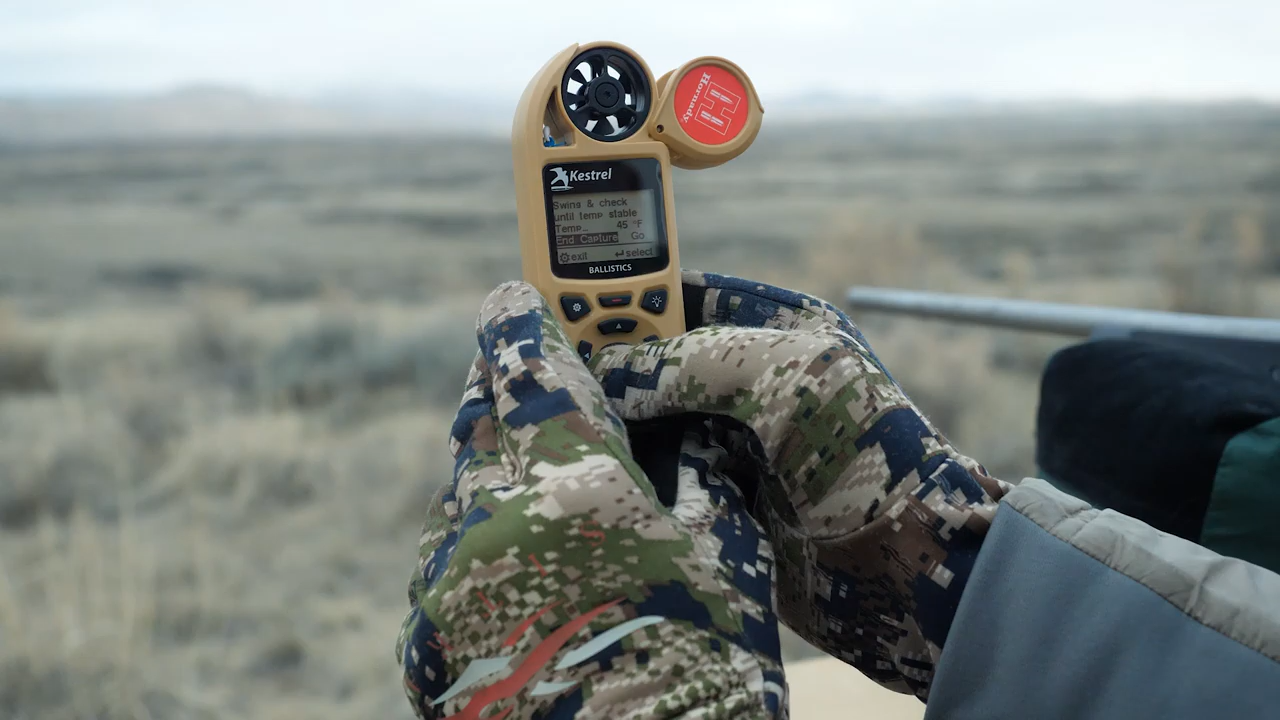 Hornady
H
Kestrel
Swing & check
until temp stable
Temp… 45 °F
End Capture Go
exit select
BALLISTICS